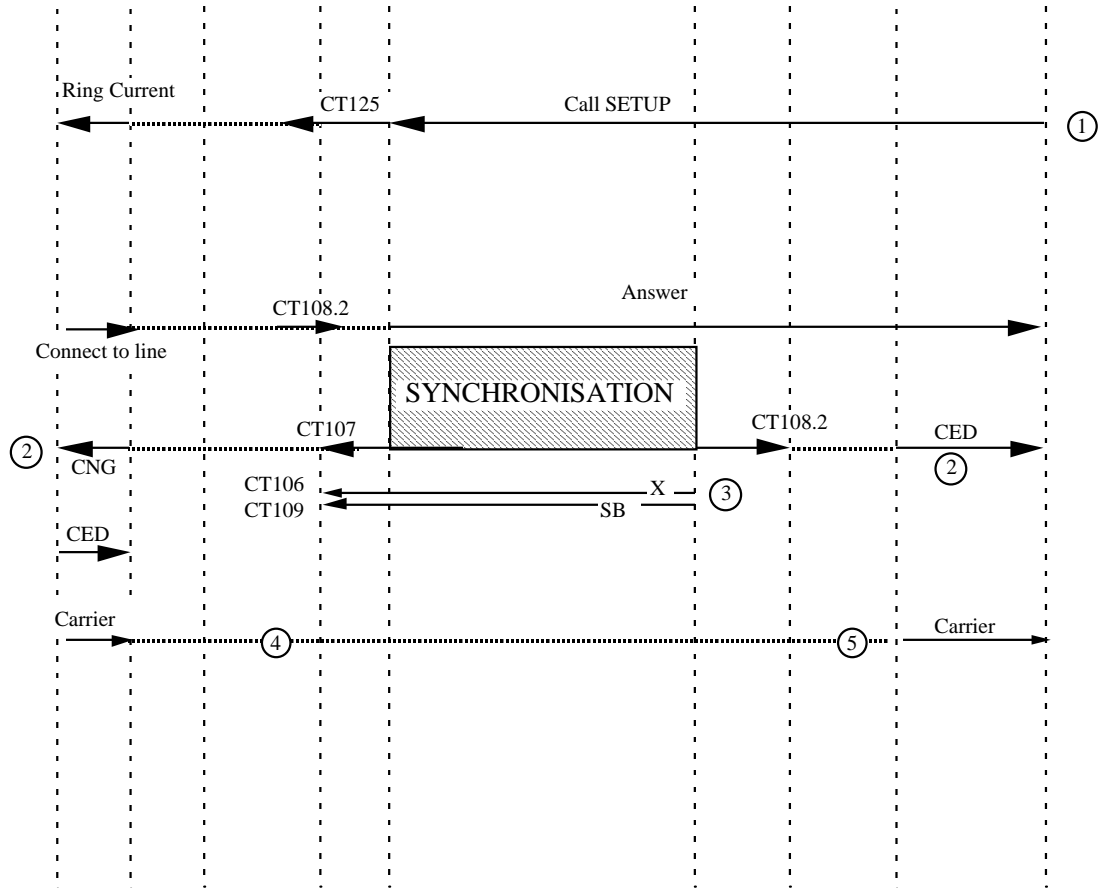 Ring Current
CT125
Call SETUP
1
CT108.2
Answer
Connect to line
SYNCHRONISATION
CT108.2
CT107
CED
2
CNG
2
CT106
X
3
CT109
SB
CED
Carrier
4
5
Carrier